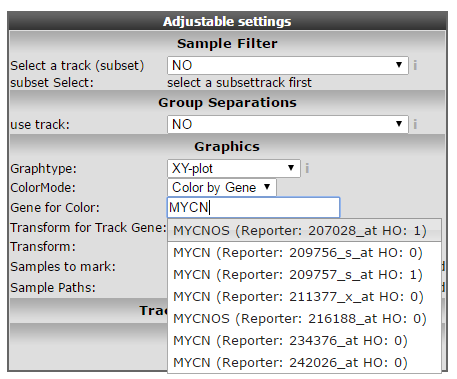 Adjustable settings
Sample Filter
Select a track (subset) NO i
subset Select: select a subsettrack first
Group Separations
use track: NO i
Graphics
Graphtype: XY-plot i
ColorMode: Color by Gene
Gene for Color: MYCN
Transform for Track Gene:
MYCNOS (Reporter: 207028_at HO: 1)
Transform:
MYCN (Reporter: 209756_s_at HO: 0)
Samples to mark:
MYCN (Reporter: 209757_s_at HO: 1)
Sample Paths:
MYCN (Reporter: 211377_x_at HO: 0)
MYCNOS (Reporter: 216188_at HO: 0)
MYCN (Reporter: 234376_at HO: 0)
MYCN (Reporter: 242026_at HO: 0)